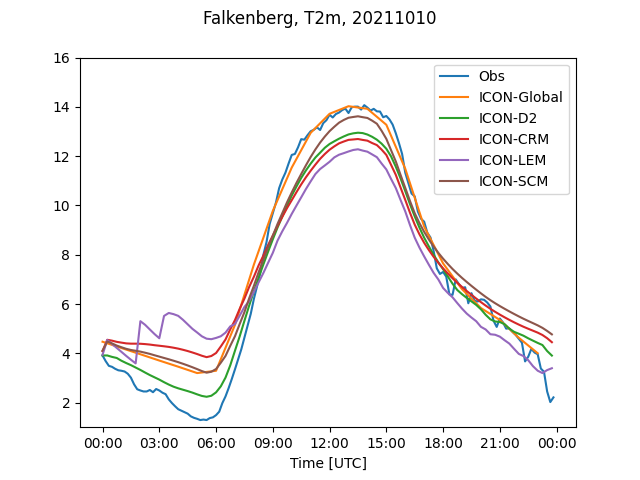 Falkenberg, T2m, 20211010
16
14
12
10
8
6
4
2
Obs
ICON-Global
ICON-D2
ICON-CRM
ICON-LEM
ICON-SCM
00:00 03:00 06:00 09:00 12:00 15:00 18:00 21:00 00:00
Time [UTC]